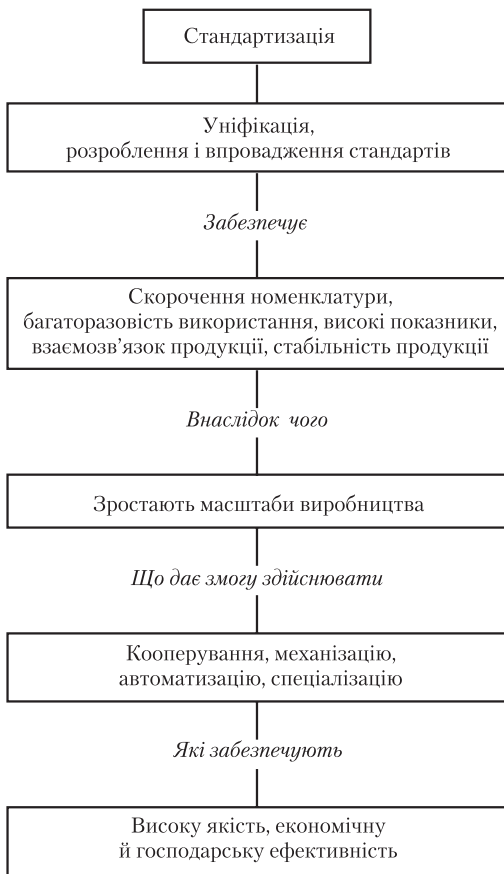 Стандартизація
Уніфікація,
розроблення і впровадження стандартів
Забезпечує
Скорочення номенклатури,
багаторазовість використання, високі показники,
взаємозв'язок продукції, стабільність продукції
Внаслідок чого
Зростають масштаби виробництва
Що дає змогу здійснювати
Кооперування, механізацію,
автоматизацію, спеціалізацію
Які забезпечують
Високу якість, економічну
й господарську ефективність